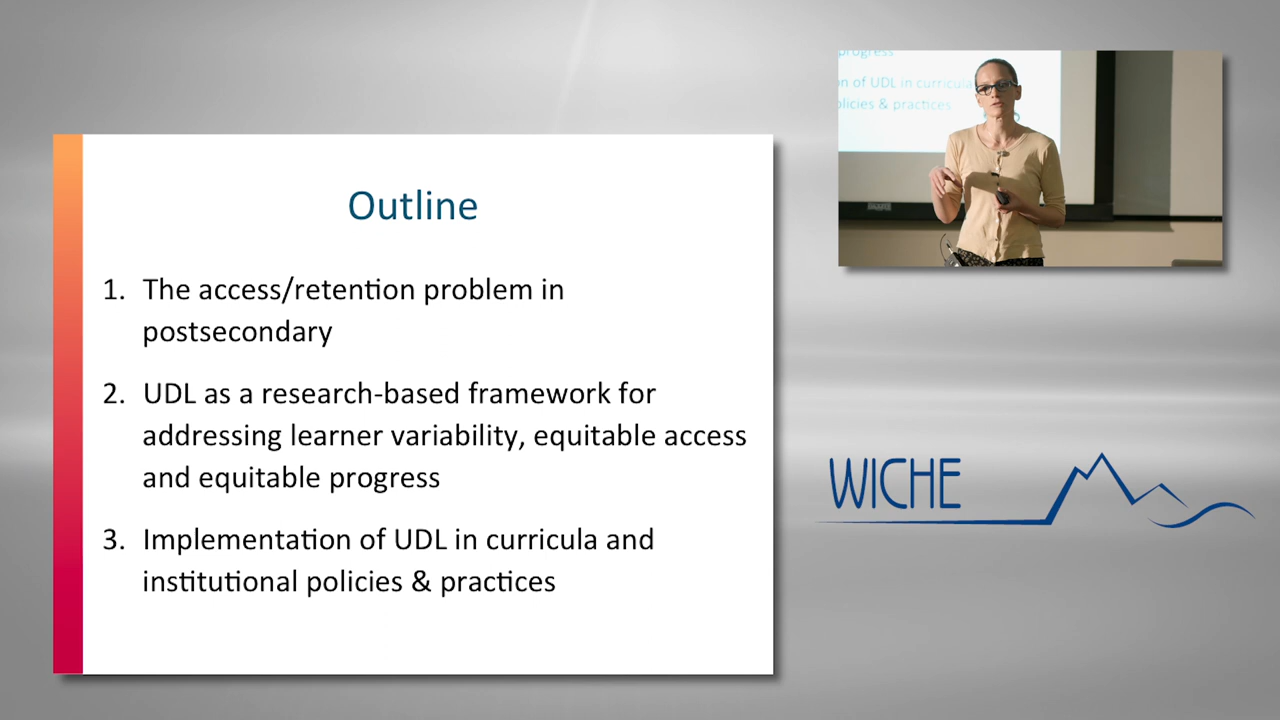 Outline
1. The access/retention problem in
postsecondary
2. UDL as a research-based framework for
addressing learner variability, equitable access
and equitable progress
3. Implementation of UDL in curricula and
institutional policies & practices
progress
on of UDL in curricula
olicies & practices
WICHE